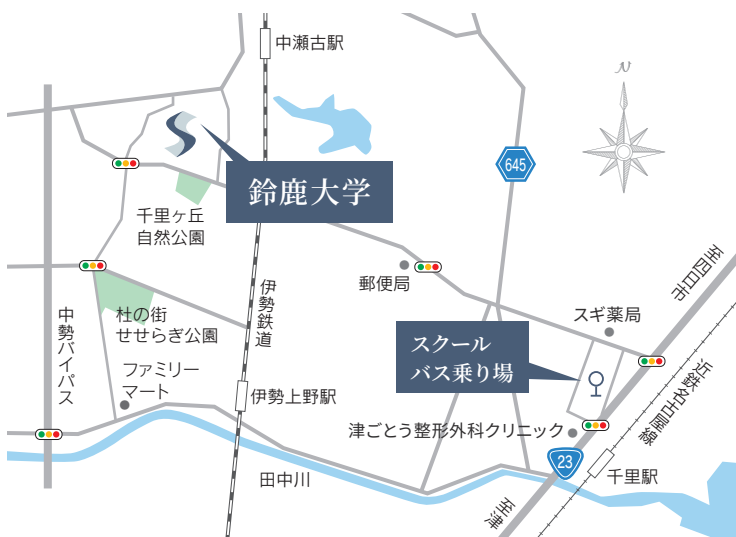 中瀬古駅
N
645
鈴鹿大学
千里ヶ丘
自然公園
郵便局
至四日市
伊勢鉄道
中勢バイパス
杜の街
せせらぎ公園
スギ薬局
スクール
バス乗り場
ファミリー
マート
近鉄名古屋線
伊勢上野駅
津ごとう整形外科クリニック
23
千里駅
田中川
至津